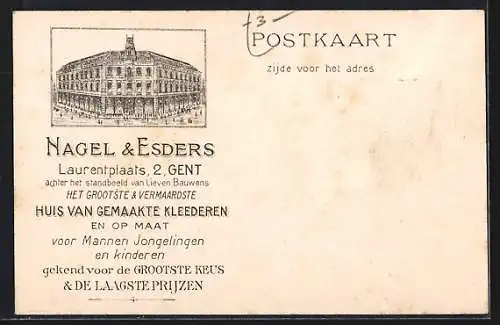 +3-
POSTKAART
zijde voor het adres
NAGEL & ESDERS
Laurentplaats, 2, GENT
achter het standbeeld van Lieven Bauwens
HET GROOTSTE & VERMAARDSTE
HUIS VAN GEMAAKTE KLEEDEREN
EN OP MAAT
voor Mannen Jongelingen
en kinderen
gekend voor de GROOTSTE KEUS
& DE LAAGSTE PRIJZEN